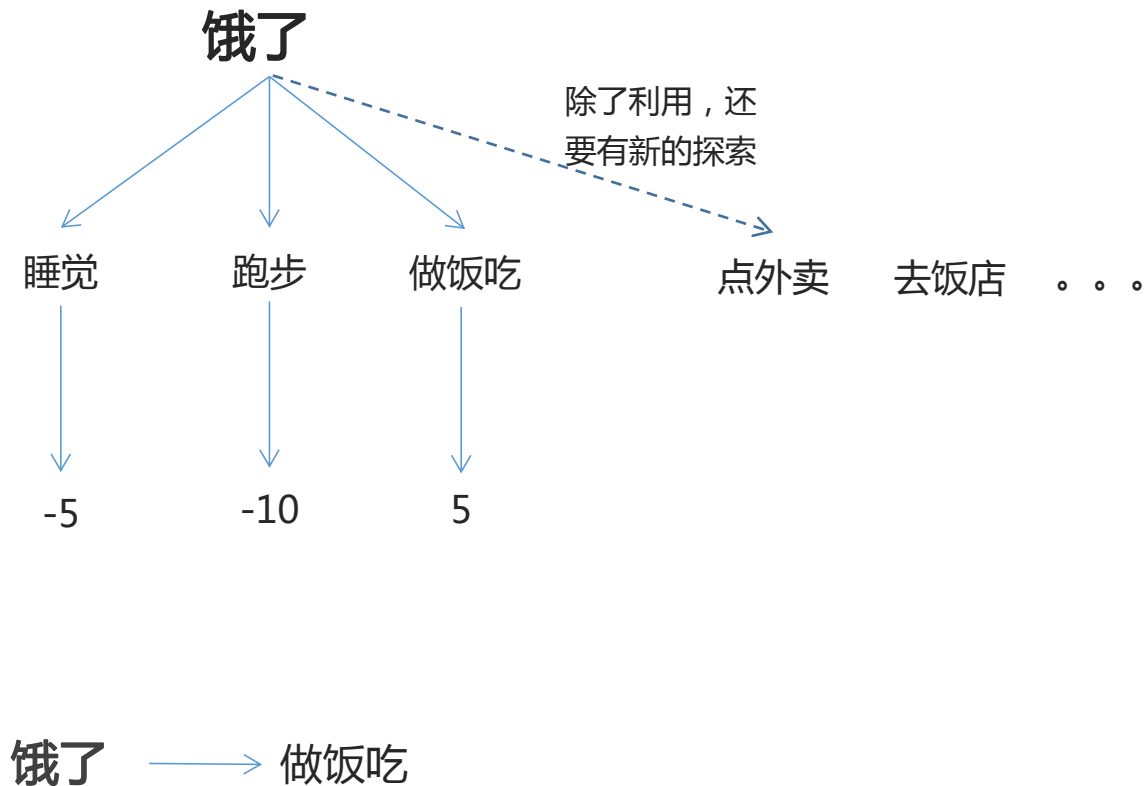 饿了
除了利用，还
要有新的探索
睡觉 跑步 做饭吃 点外卖 去饭店 。。。
-5 -10 5
饿了 做饭吃